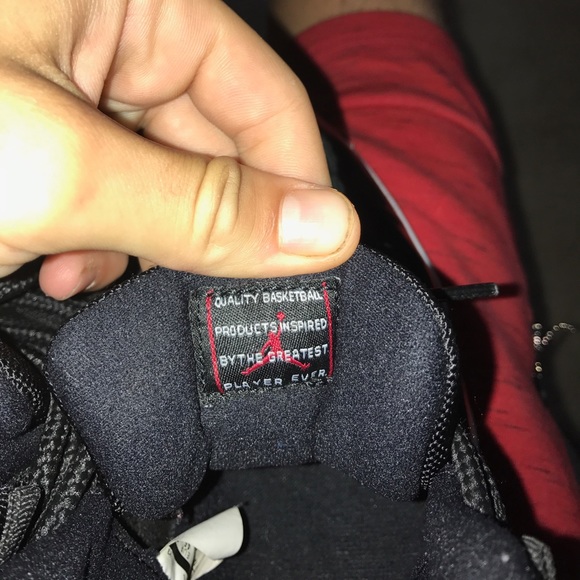 QUALITY BASKETBALL
PRODUCTS INSPIRED
BY THE GREATEST
PLAYER EVER